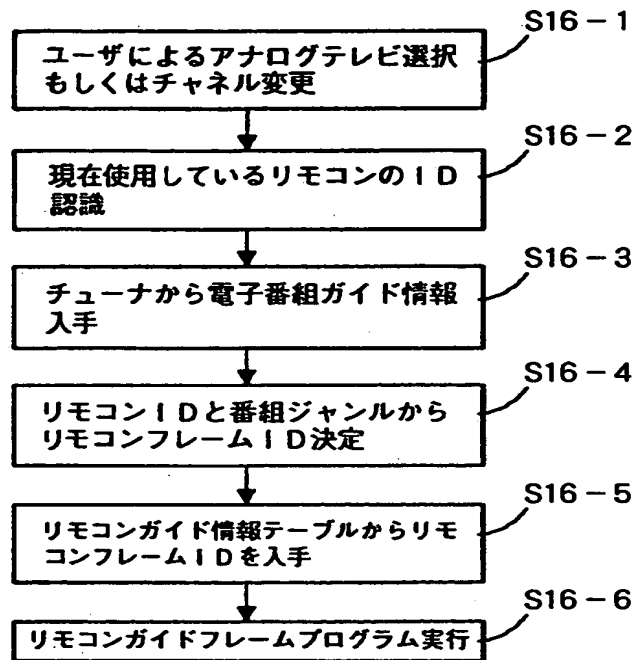 S16－1
ユーザによるアナログテレビ選択
もしくはチャネル変更
S16－2
現在使用しているリモコンのＩＤ
認識
S16－3
チューナから電子番組ガイド情報
入手
S16－4
リモコンＩＤと番組ジャンルから
リモコンフレームＩＤ決定
S16－5
リモコンガイド情報テーブルからリモ
コンフレームＩＤを入手
S16－6
リモコンガイドフレームプログラム実行